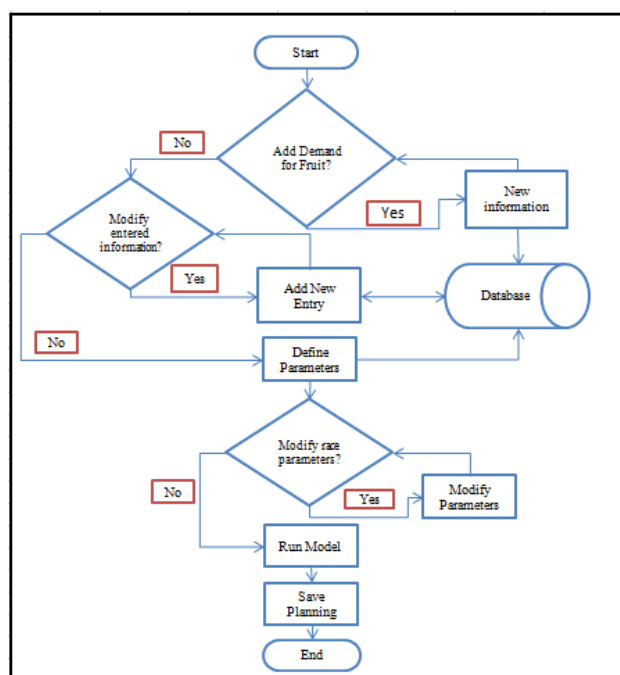 Start
Add Demand
for Fruit?
No
Yes
New
information
Modify
entered
information?
Yes
Add New
Entry
Database
No
Define
Parameters
Modify rate
parameters?
No
Yes
Modify
Parameters
Run Model
Save
Planning
End